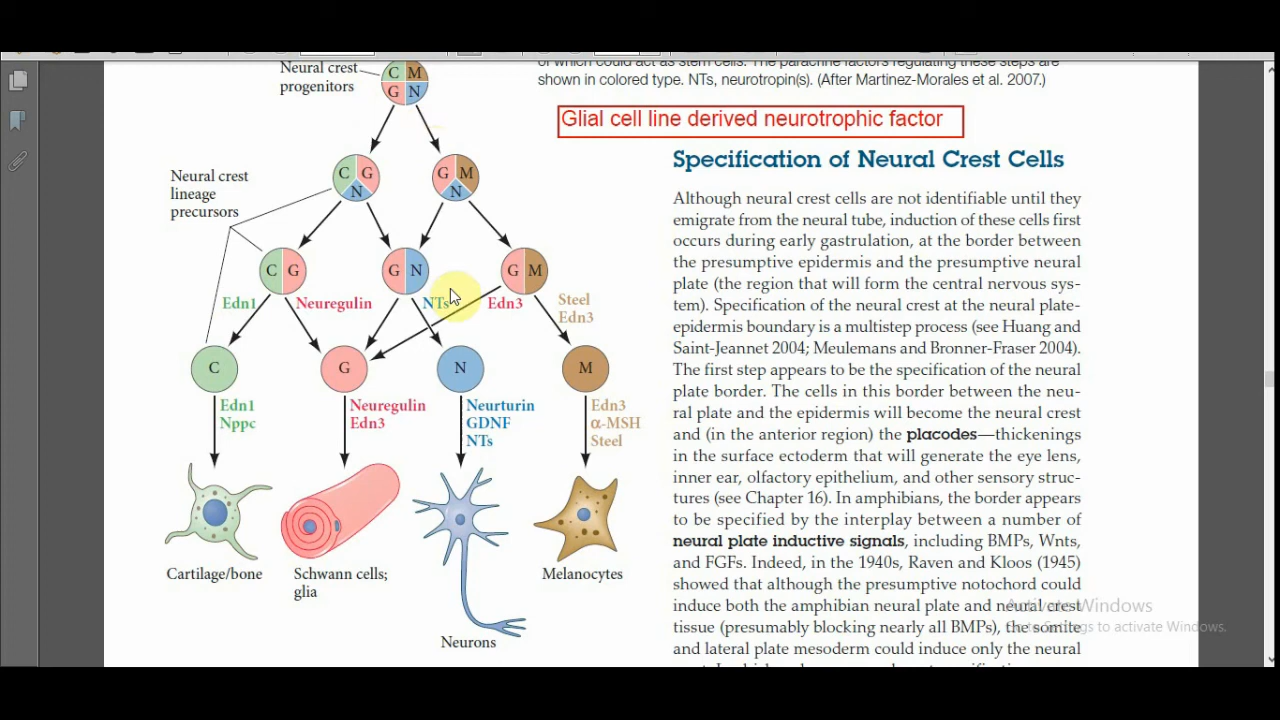 of which could act as stem cells. The paracrine factors regulating these steps are
shown in colored type. NTs, neurotropin(s). (After Martinez-Morales et al. 2007.)
Glial cell line derived neurotrophic factor
Neural crest
progenitors
C M
G N
Neural crest
lineage
precursors
C G
N
G M
N
C G
G N
G M
Edn1
Neuregulin
NTs
Edn3
Steel
Edn3
C
G
N
M
Edn1
Nppc
Neuregulin
Edn3
Neurturin
GDNF
NTs
Edn3
α-MSH
Steel
Cartilage/bone
Schwann cells;
glia
Neurons
Melanocytes
Specification of Neural Crest Cells
Although neural crest cells are not identifiable until they
emigrate from the neural tube, induction of these cells first
occurs during early gastrulation, at the border between
the presumptive epidermis and the presumptive neural
plate (the region that will form the central nervous sys-
tem). Specification of the neural crest at the neural plate-
epidermis boundary is a multistep process (see Huang and
Saint-Jeannet 2004; Meulemans and Bronner-Fraser 2004).
The first step appears to be the specification of the neural
plate border. The cells in this border between the neu-
ral plate and the epidermis will become the neural crest
and (in the anterior region) the placodes—thickenings
in the surface ectoderm that will generate the eye lens,
inner ear, olfactory epithelium, and other sensory struc-
tures (see Chapter 16). In amphibians, the border appears
to be specified by the interplay between a number of
neural plate inductive signals, including BMPs, Wnts,
and FGFs. Indeed, in the 1940s, Raven and Kloos (1945)
showed that although the presumptive notochord could
induce both the amphibian neural plate and neural crest
tissue (presumably blocking nearly all BMPs), the somite
and lateral plate mesoderm could induce only the neural
Activate Windows
Go to Settings to activate Windows.